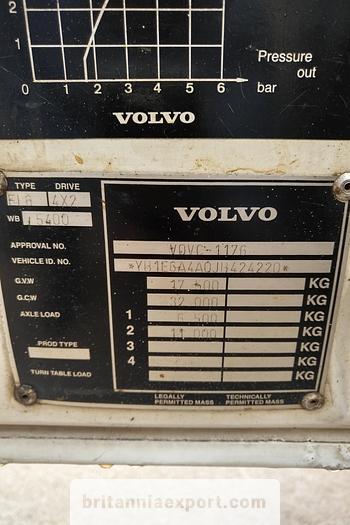 2
1
Pressure
out
0 1 2 3 4 5 6 bar
VOLVO
TYPE DRIVE
FL6 4X2
WB 5400
VOLVO
APPROVAL NO. VOVC-1176
VEHICLE ID. NO.
G.V.W 17 500 KG
G.C.W 32 000 KG
AXLE LOAD 1 6 500 KG
2 11 000 KG
PROD TYPE 3 KG
4 KG
TURN TABLE LOAD KG
LEGALLY PERMITTED MASS TECHNICALLY PERMITTED MASS
britanniaexport.com